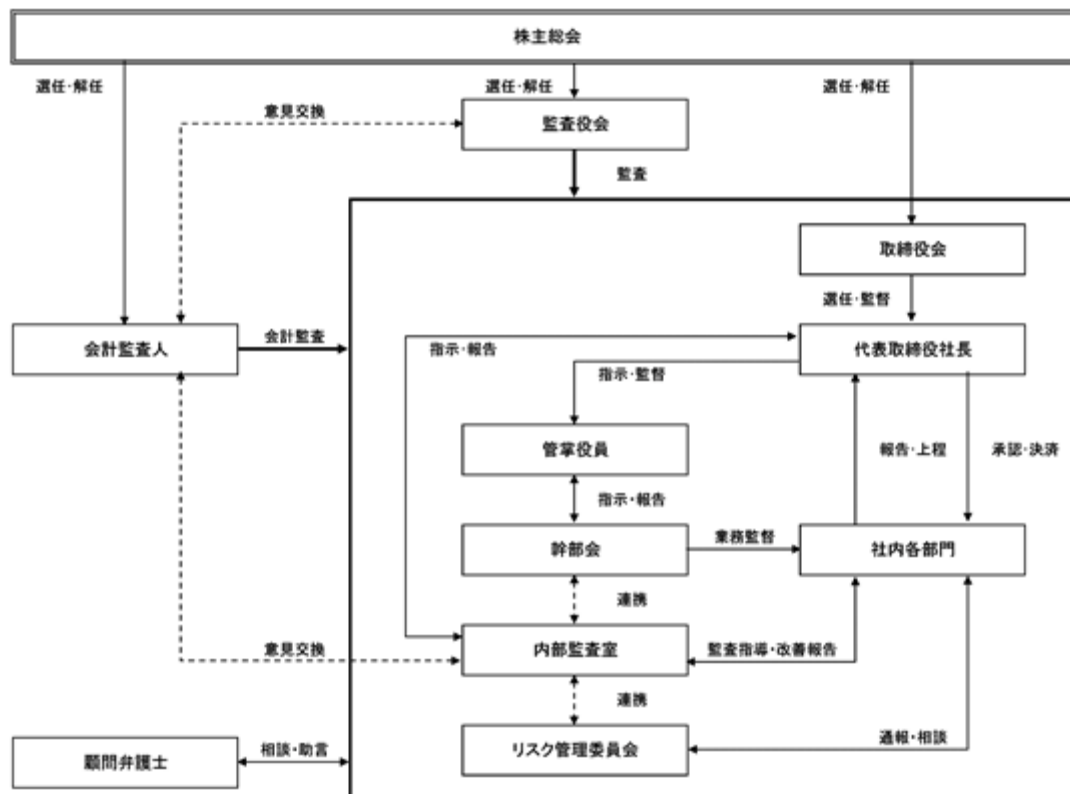 株主総会
選任・解任
選任・解任
選任・解任
意見交換
監査役会
監査
取締役会
選任・監督
会計監査人
会計監査
指示・報告
代表取締役社長
指示・監督
管掌役員
報告・上程
承認・決済
指示・報告
幹部会
業務監督
社内各部門
連携
意見交換
内部監査室
監査指導・改善報告
連携
顧問弁護士
相談・助言
リスク管理委員会
通報・相談